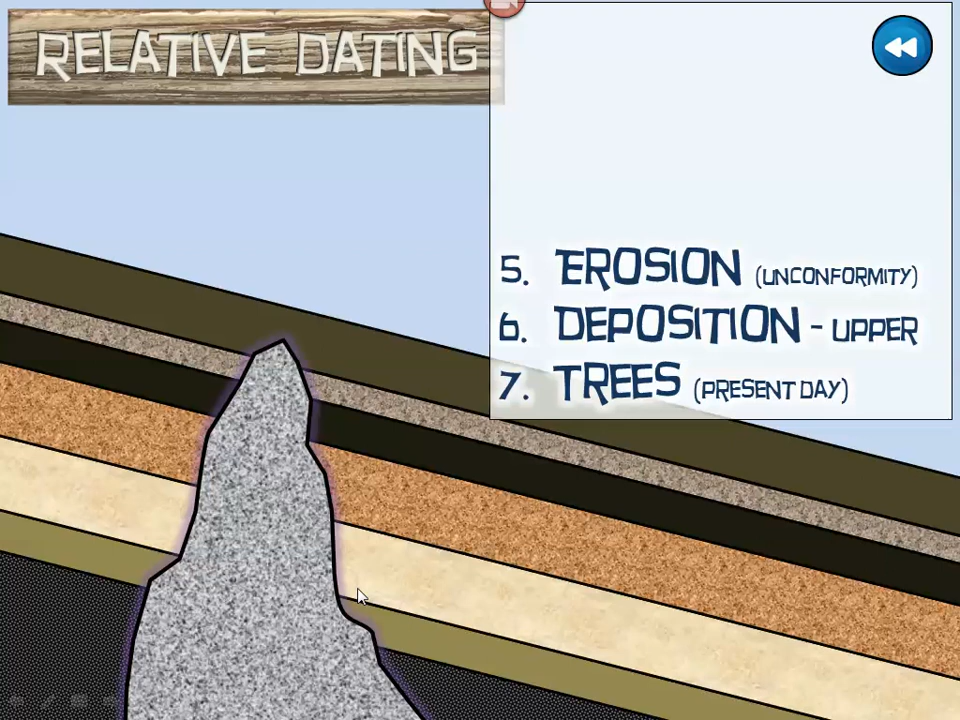 RELATIVE DATING
5. EROSION (UNCONFORMITY)
6. DEPOSITION - UPPER
7. TREES (PRESENT DAY)